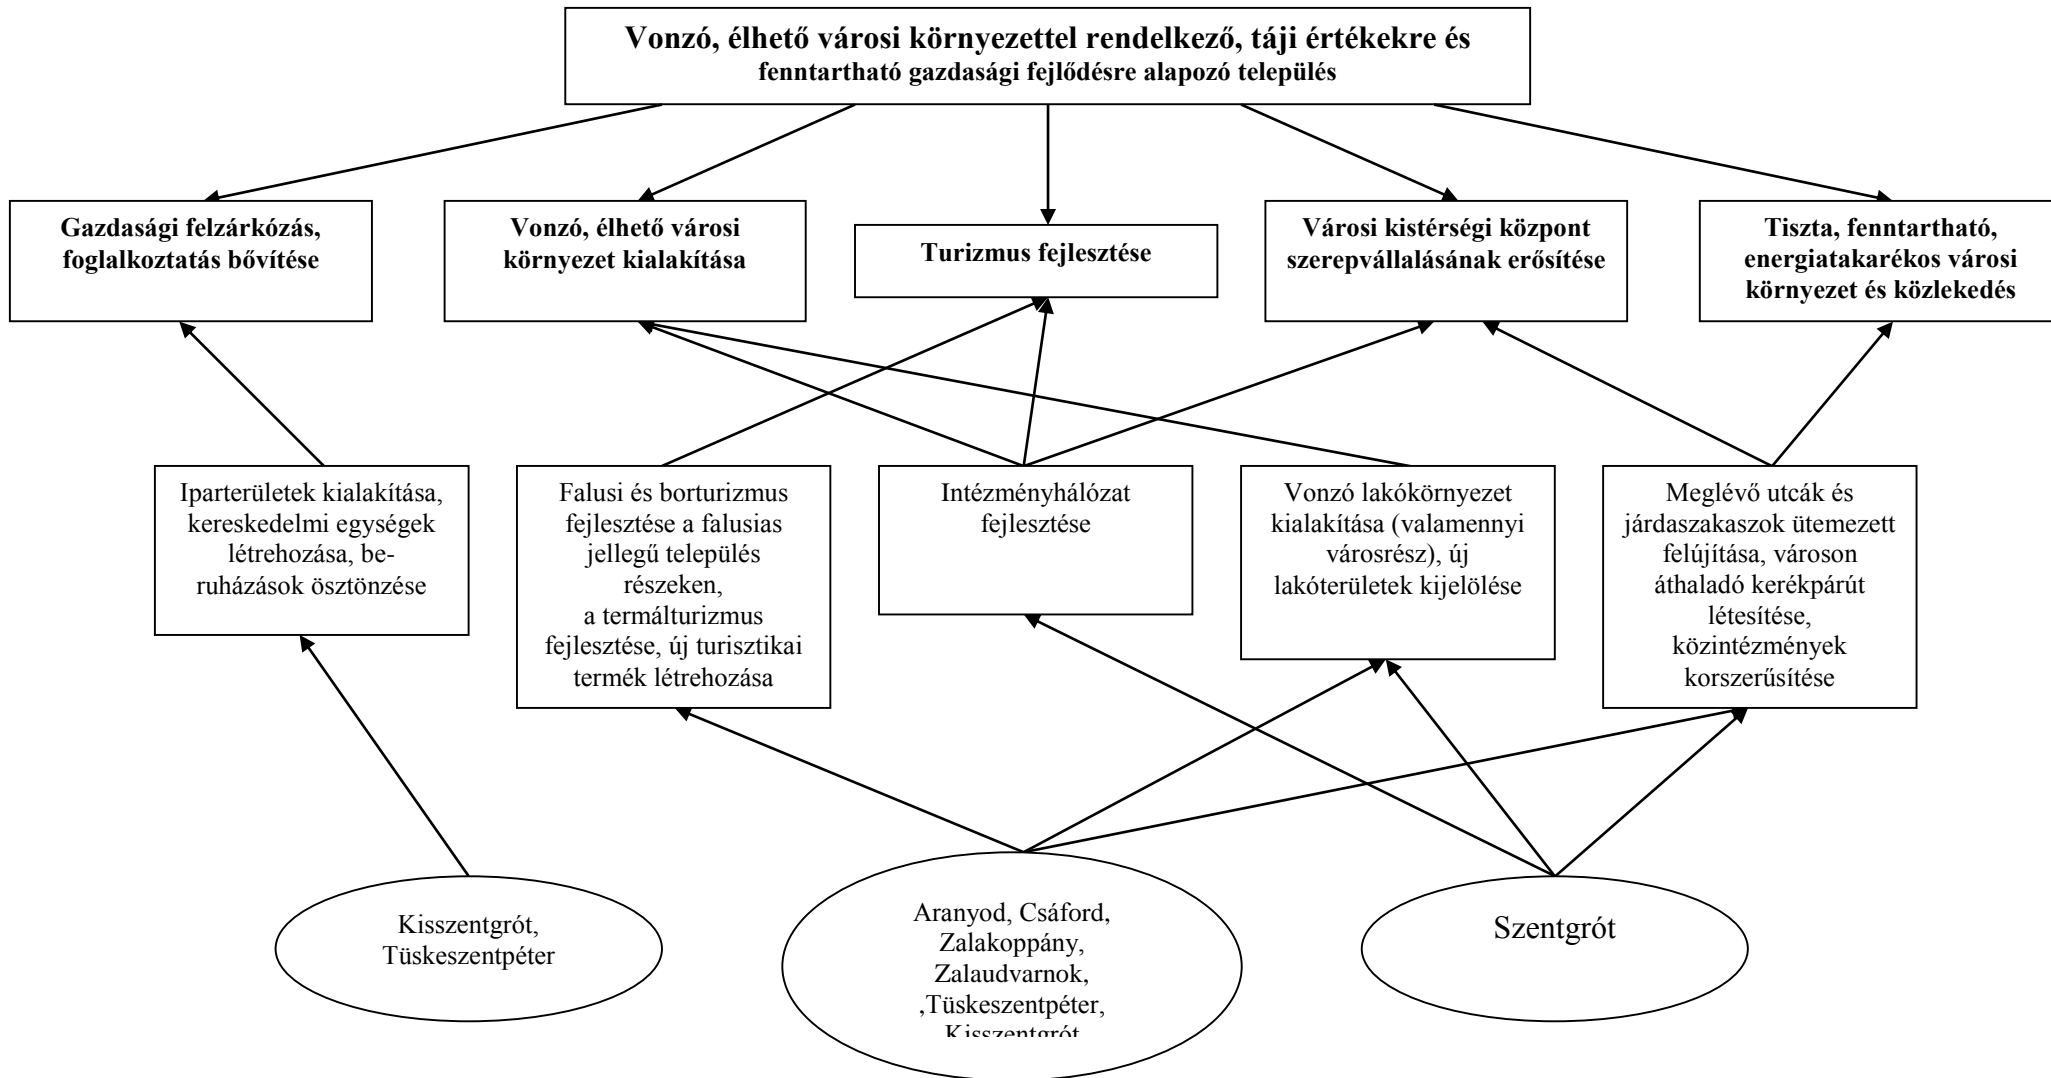 Vonzó, élhető városi környezettel rendelkező, táji értékekre és
fenntartható gazdasági fejlődésre alapozó település
Gazdasági felzárkózás,
foglalkoztatás bővítése
Vonzó, élhető városi
környezet kialakítása
Turizmus fejlesztése
Városi kistérségi központ
szerepvállalásának erősítése
Tiszta, fenntartható,
energiatakarékos városi
környezet és közlekedés
Iparterületek kialakítása,
kereskedelmi egységek
létrehozása, be-
ruházások ösztönzése
Falusi és borturizmus
fejlesztése a falusias
jellegű település
részeken,
a termálturizmus
fejlesztése, új turisztikai
termék létrehozása
Intézményhálózat
fejlesztése
Vonzó lakókörnyezet
kialakítása (valamennyi
városrész), új
lakóterületek kijelölése
Meglévő utcák és
járdaszakaszok ütemezett
felújítása, városon
áthaladó kerékpárút
létesítése,
közintézmények
korszerűsítése
Kisszentgrót,
Tüskeszentpéter
Aranyod, Csáford,
Zalakoppány,
Zalaudvarnok,
,Tüskeszentpéter,
Kisszentgrót
Szentgrót